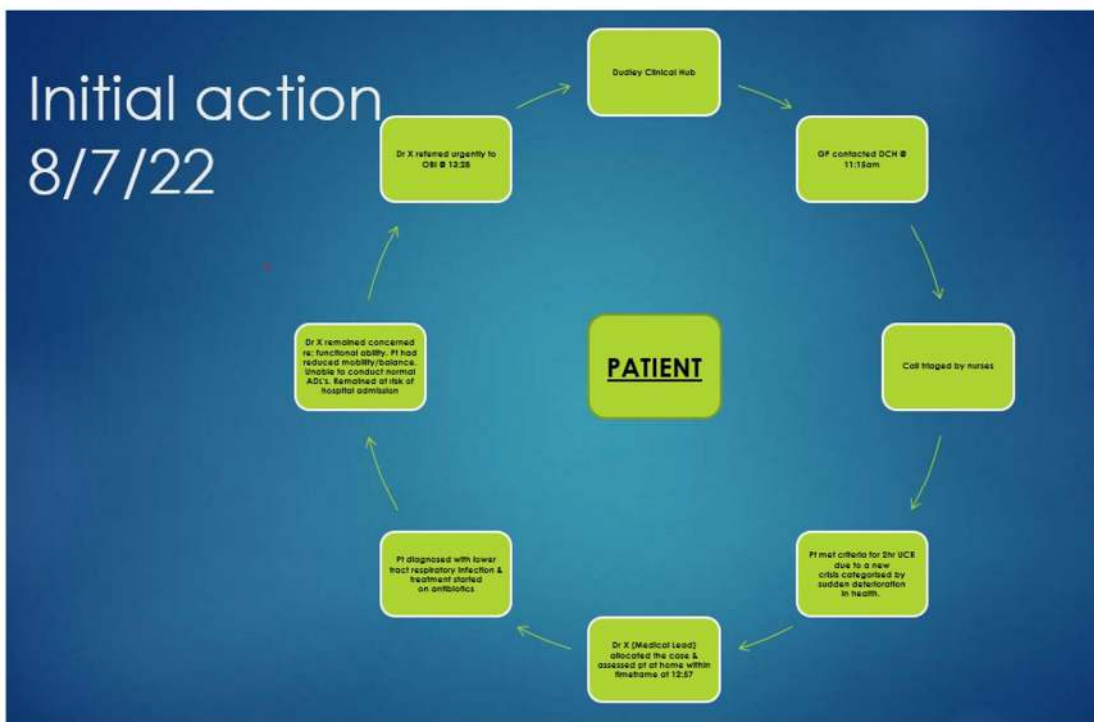 Initial action
8/7/22
Dudley Clinical Hub
GP contacted DCH @
11:15am
Call triaged by nurses
Pt met criteria for 2hr UCR
due to a new
crisis categorised by
sudden deterioration
in health.
Dr X (Medical Lead)
allocated the case &
assessed pt at home within
timeframe at 12:57
Pt diagnosed with lower
tract respiratory infection &
treatment started
on antibiotics
Dr X remained concerned
re: functional ability. Pt had
reduced mobility/balance.
Unable to conduct normal
ADL's. Remained at risk of
hospital admission
Dr X referred urgently to
OBI @ 13:28
PATIENT